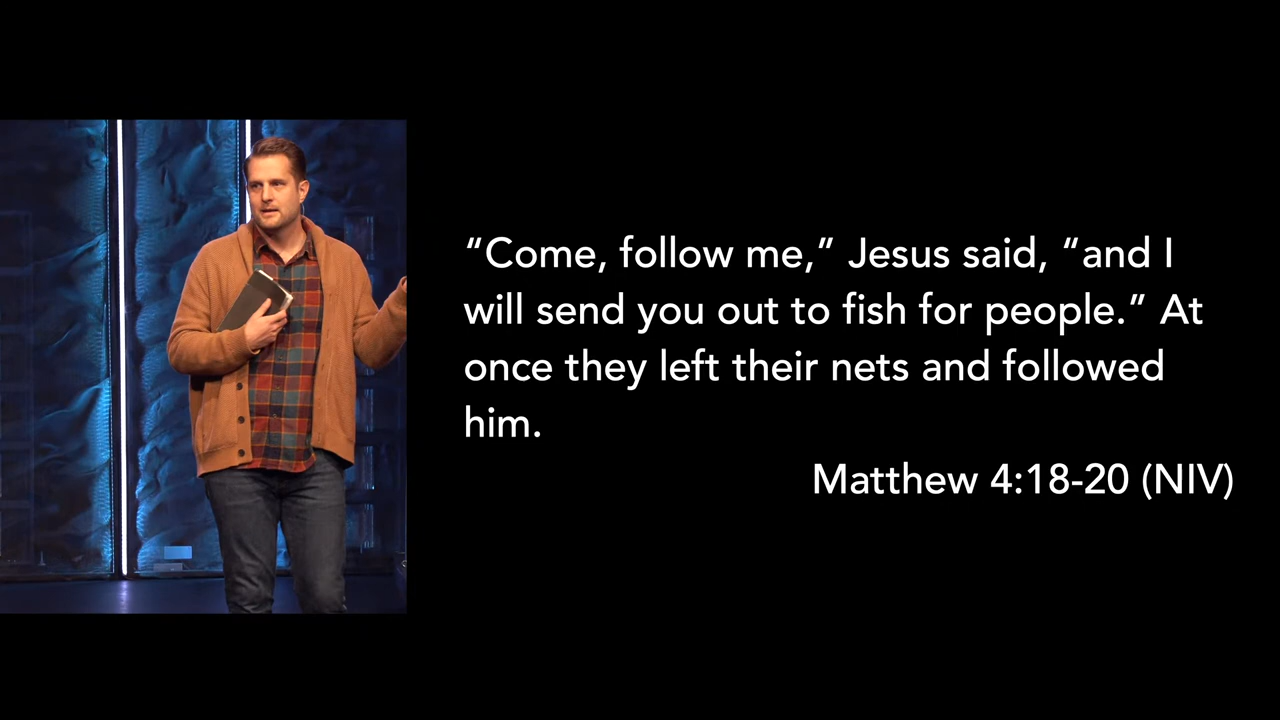 “Come, follow me,” Jesus said, “and I
will send you out to fish for people.” At
once they left their nets and followed
him.
Matthew 4:18-20 (NIV)